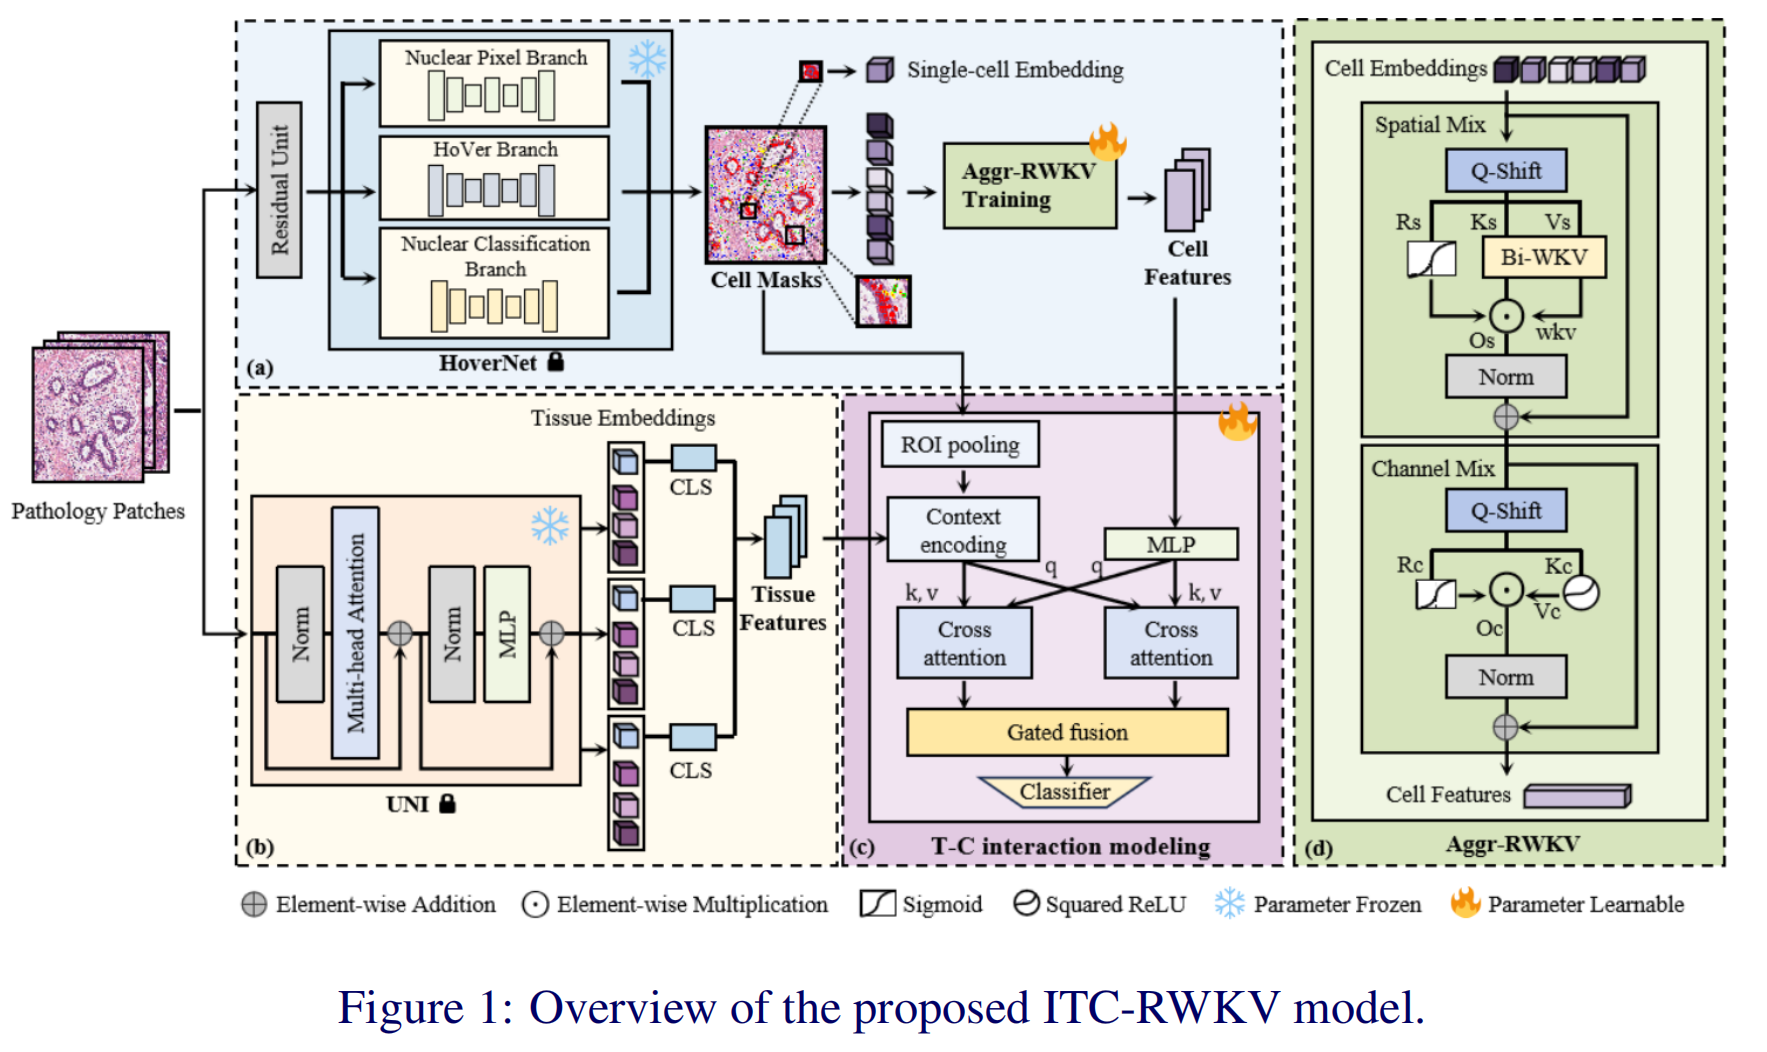 Pathology Patches
Residual Unit
Nuclear Pixel Branch
HoVer Branch
Nuclear Classification
Branch
HoverNet
(a)
Single-cell Embedding
Cell Masks
Aggr-RWKV
Training
Cell
Features
Tissue Embeddings
Norm
Multi-head Attention
Norm
MLP
UNI
(b)
CLS
CLS
CLS
Tissue
Features
ROI pooling
Context
encoding
MLP
q
q
k, v
k, v
Cross
attention
Cross
attention
Gated fusion
Classifier
(c)
T-C interaction modeling
Cell Embeddings
Spatial Mix
Q-Shift
Rs
Ks
Vs
Bi-WKV
Os
wkv
Norm
Channel Mix
Q-Shift
Rc
Kc
Vc
Oc
Norm
Cell Features
(d)
Aggr-RWKV
Element-wise Addition
Element-wise Multiplication
Sigmoid
Squared ReLU
Parameter Frozen
Parameter Learnable
Figure 1: Overview of the proposed ITC-RWKV model.